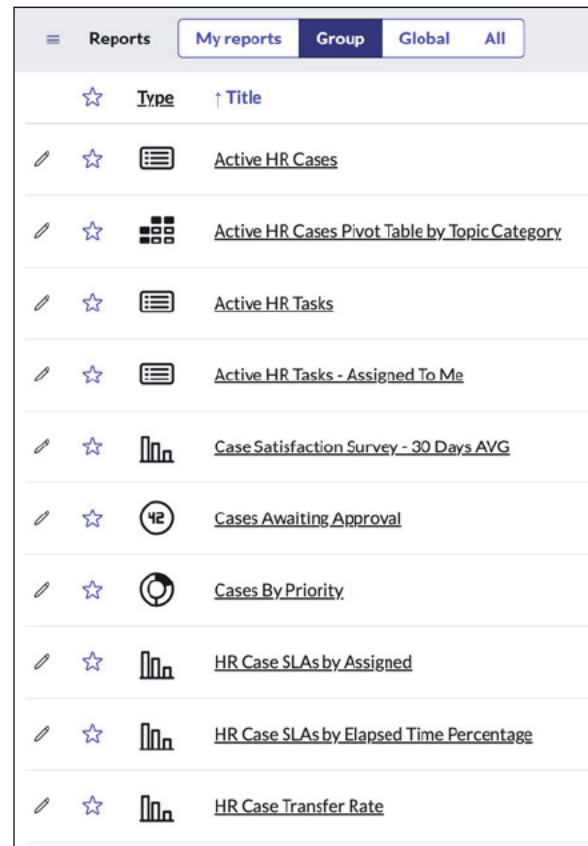 Reports My reports Group Global All
Type ↑ Title
Active HR Cases
Active HR Cases Pivot Table by Topic Category
Active HR Tasks
Active HR Tasks - Assigned To Me
Case Satisfaction Survey - 30 Days AVG
42 Cases Awaiting Approval
Cases By Priority
HR Case SLAs by Assigned
HR Case SLAs by Elapsed Time Percentage
HR Case Transfer Rate